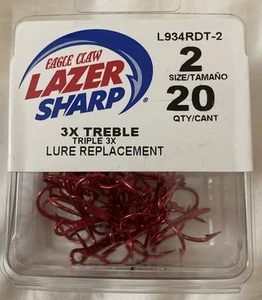 L934RDT-2
EAGLE CLAW
LAZER
SHARP
®
2
SIZE/TAMAÑO
20
QTY/CANT
3X TREBLE
TRIPLE 3X
LURE REPLACEMENT